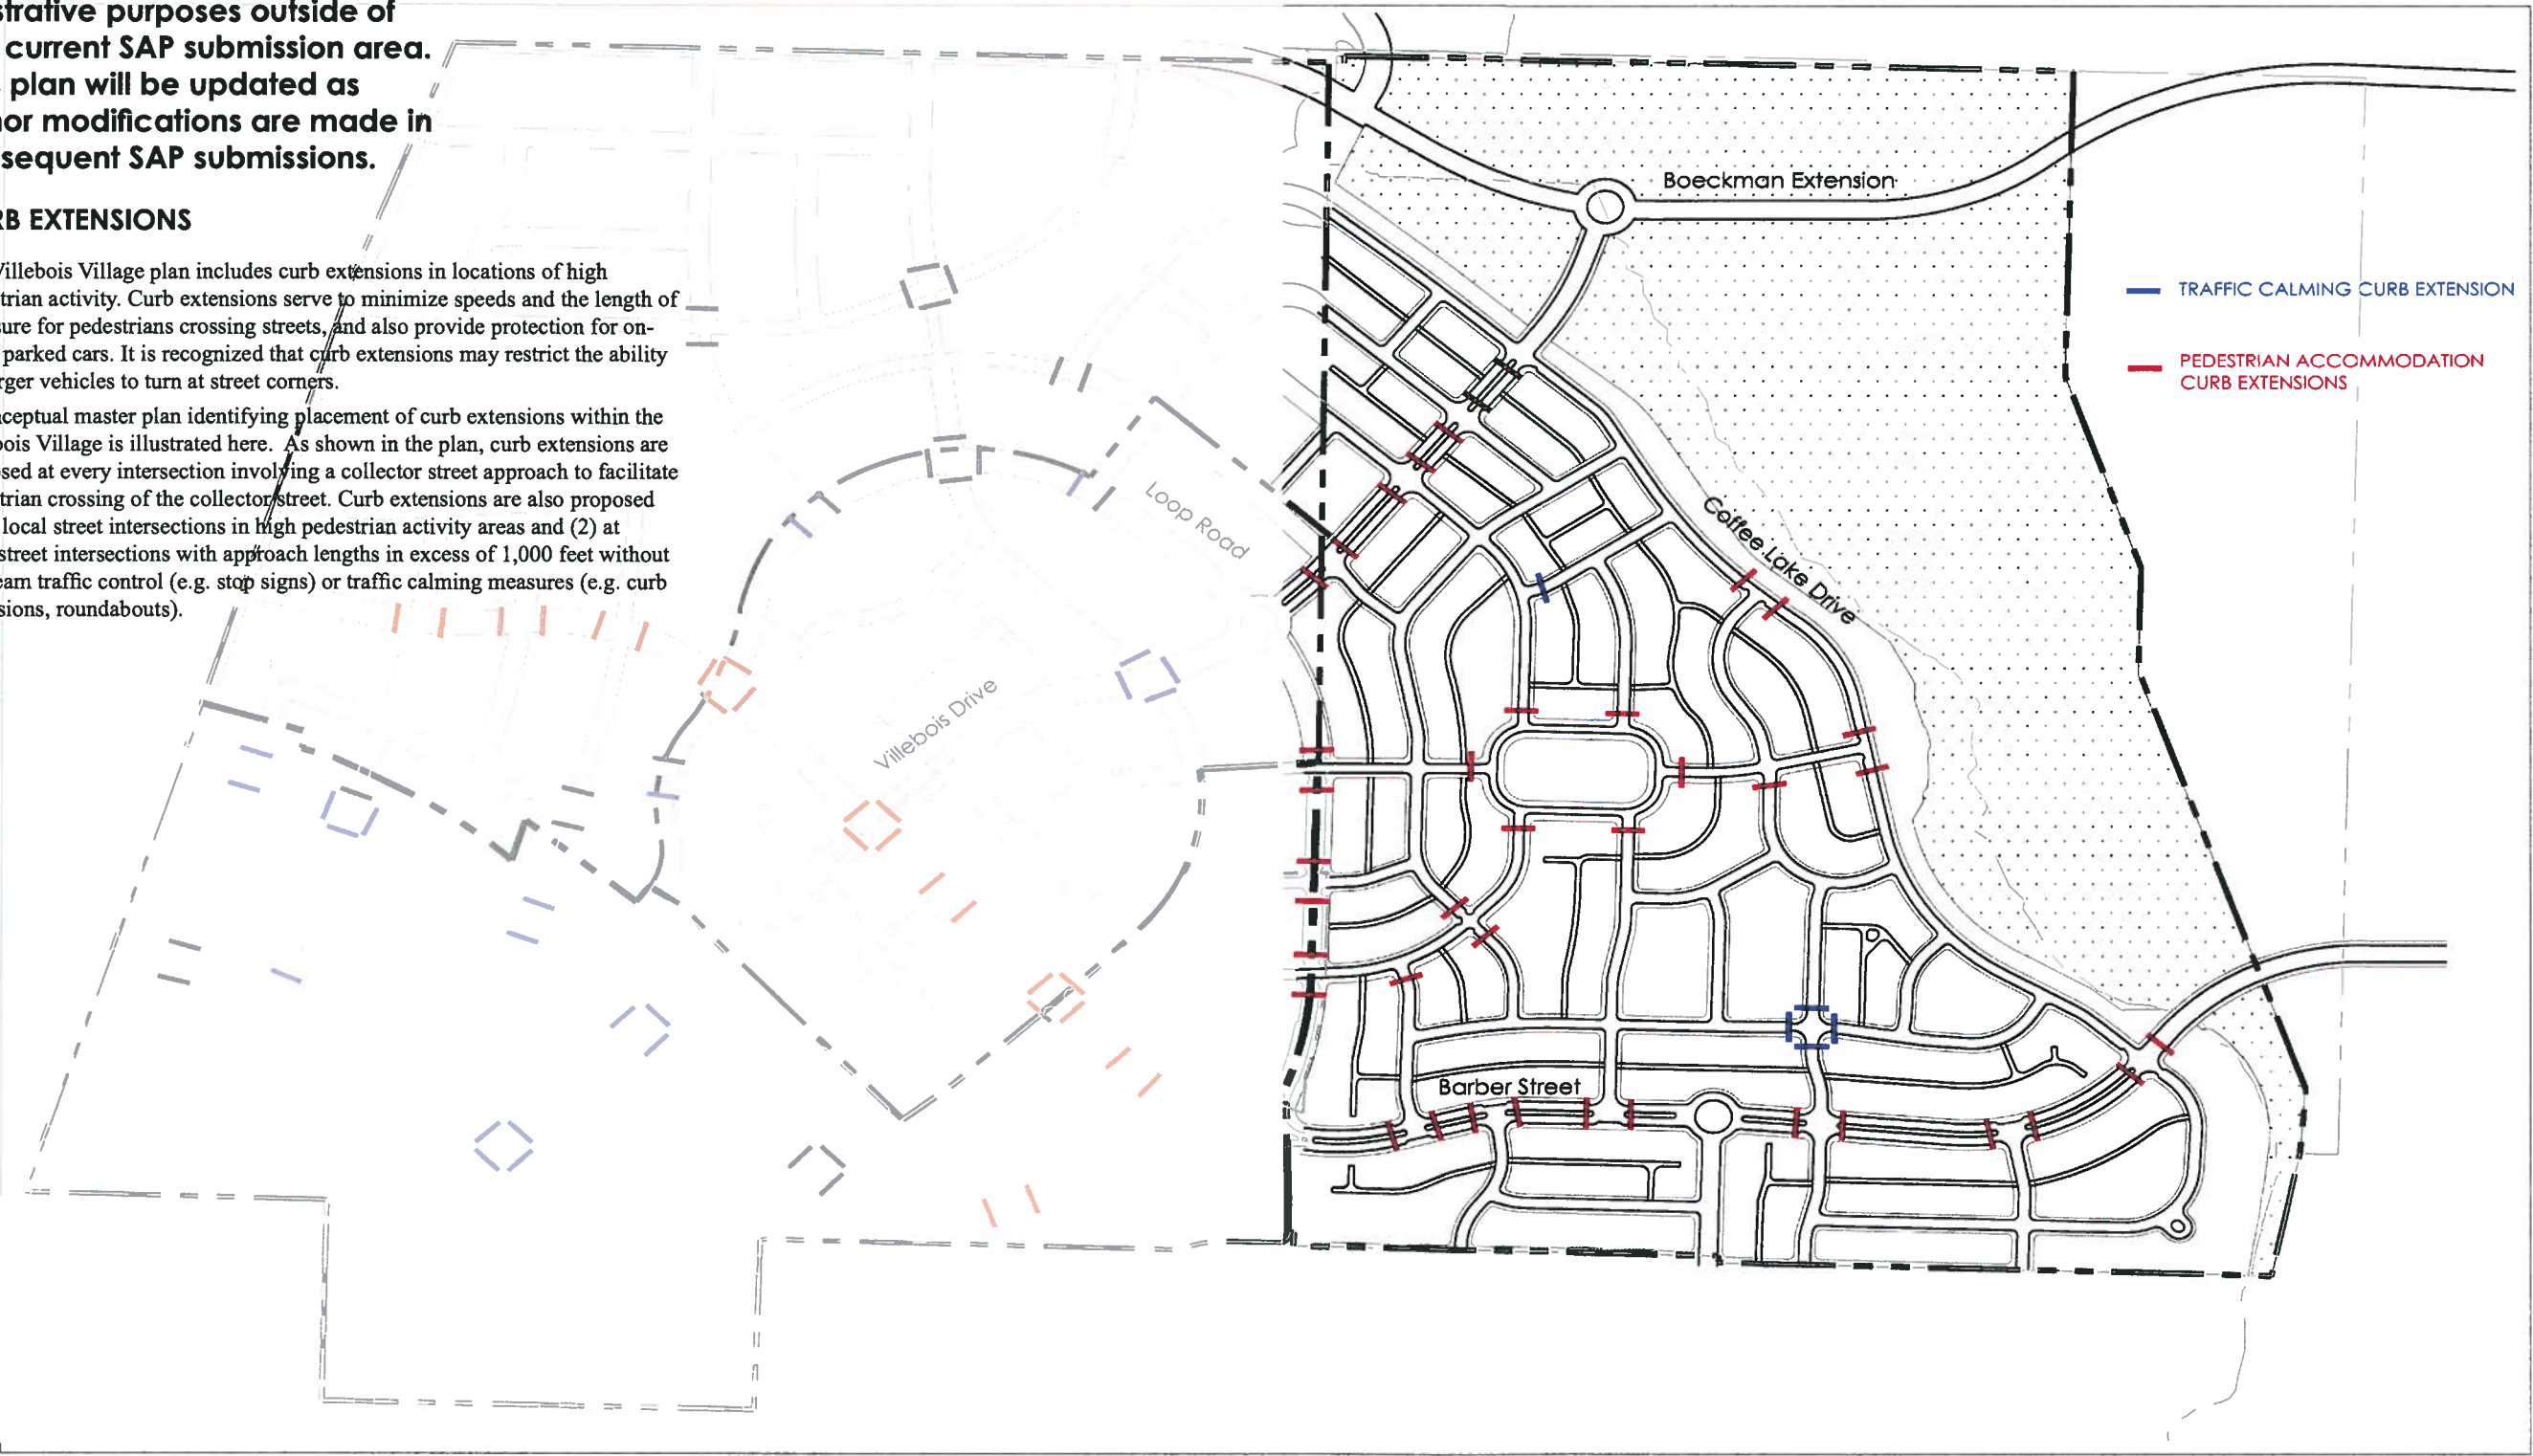 strative purposes outside of
current SAP submission area.
plan will be updated as
or modifications are made in
sequent SAP submissions.
RB EXTENSIONS
Villebois Village plan includes curb extensions in locations of high
trian activity. Curb extensions serve to minimize speeds and the length of
sure for pedestrians crossing streets, and also provide protection for on-
parked cars. It is recognized that curb extensions may restrict the ability
rger vehicles to turn at street corners.
ceptual master plan identifying placement of curb extensions within the
bois Village is illustrated here. As shown in the plan, curb extensions are
sed at every intersection involving a collector street approach to facilitate
trian crossing of the collector street. Curb extensions are also proposed
local street intersections in high pedestrian activity areas and (2) at
street intersections with approach lengths in excess of 1,000 feet without
eam traffic control (e.g. stop signs) or traffic calming measures (e.g. curb
sions, roundabouts).
Boeckman Extension
TRAFFIC CALMING CURB EXTENSION
PEDESTRIAN ACCOMMODATION
CURB EXTENSIONS
Loop Road
Coffee Lake Drive
Villebois Drive
Barber Street